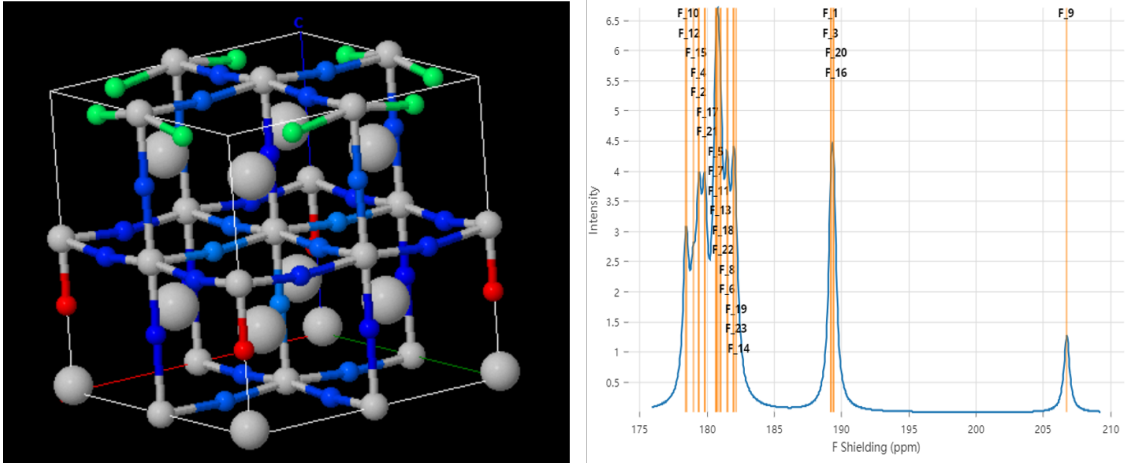 C
F_10
F_12
F_15
F_4
F_2
F_17
F_21
F_5
F_7
F_11
F_13
F_18
F_22
F_8
F_6
F_19
F_23
F_14
F_1
F_3
F_20
F_16
F_9
6.5
6
5.5
5
4.5
4
3.5
3
2.5
2
1.5
1
0.5
Intensity
175
180
185
190
195
200
205
210
F Shielding (ppm)